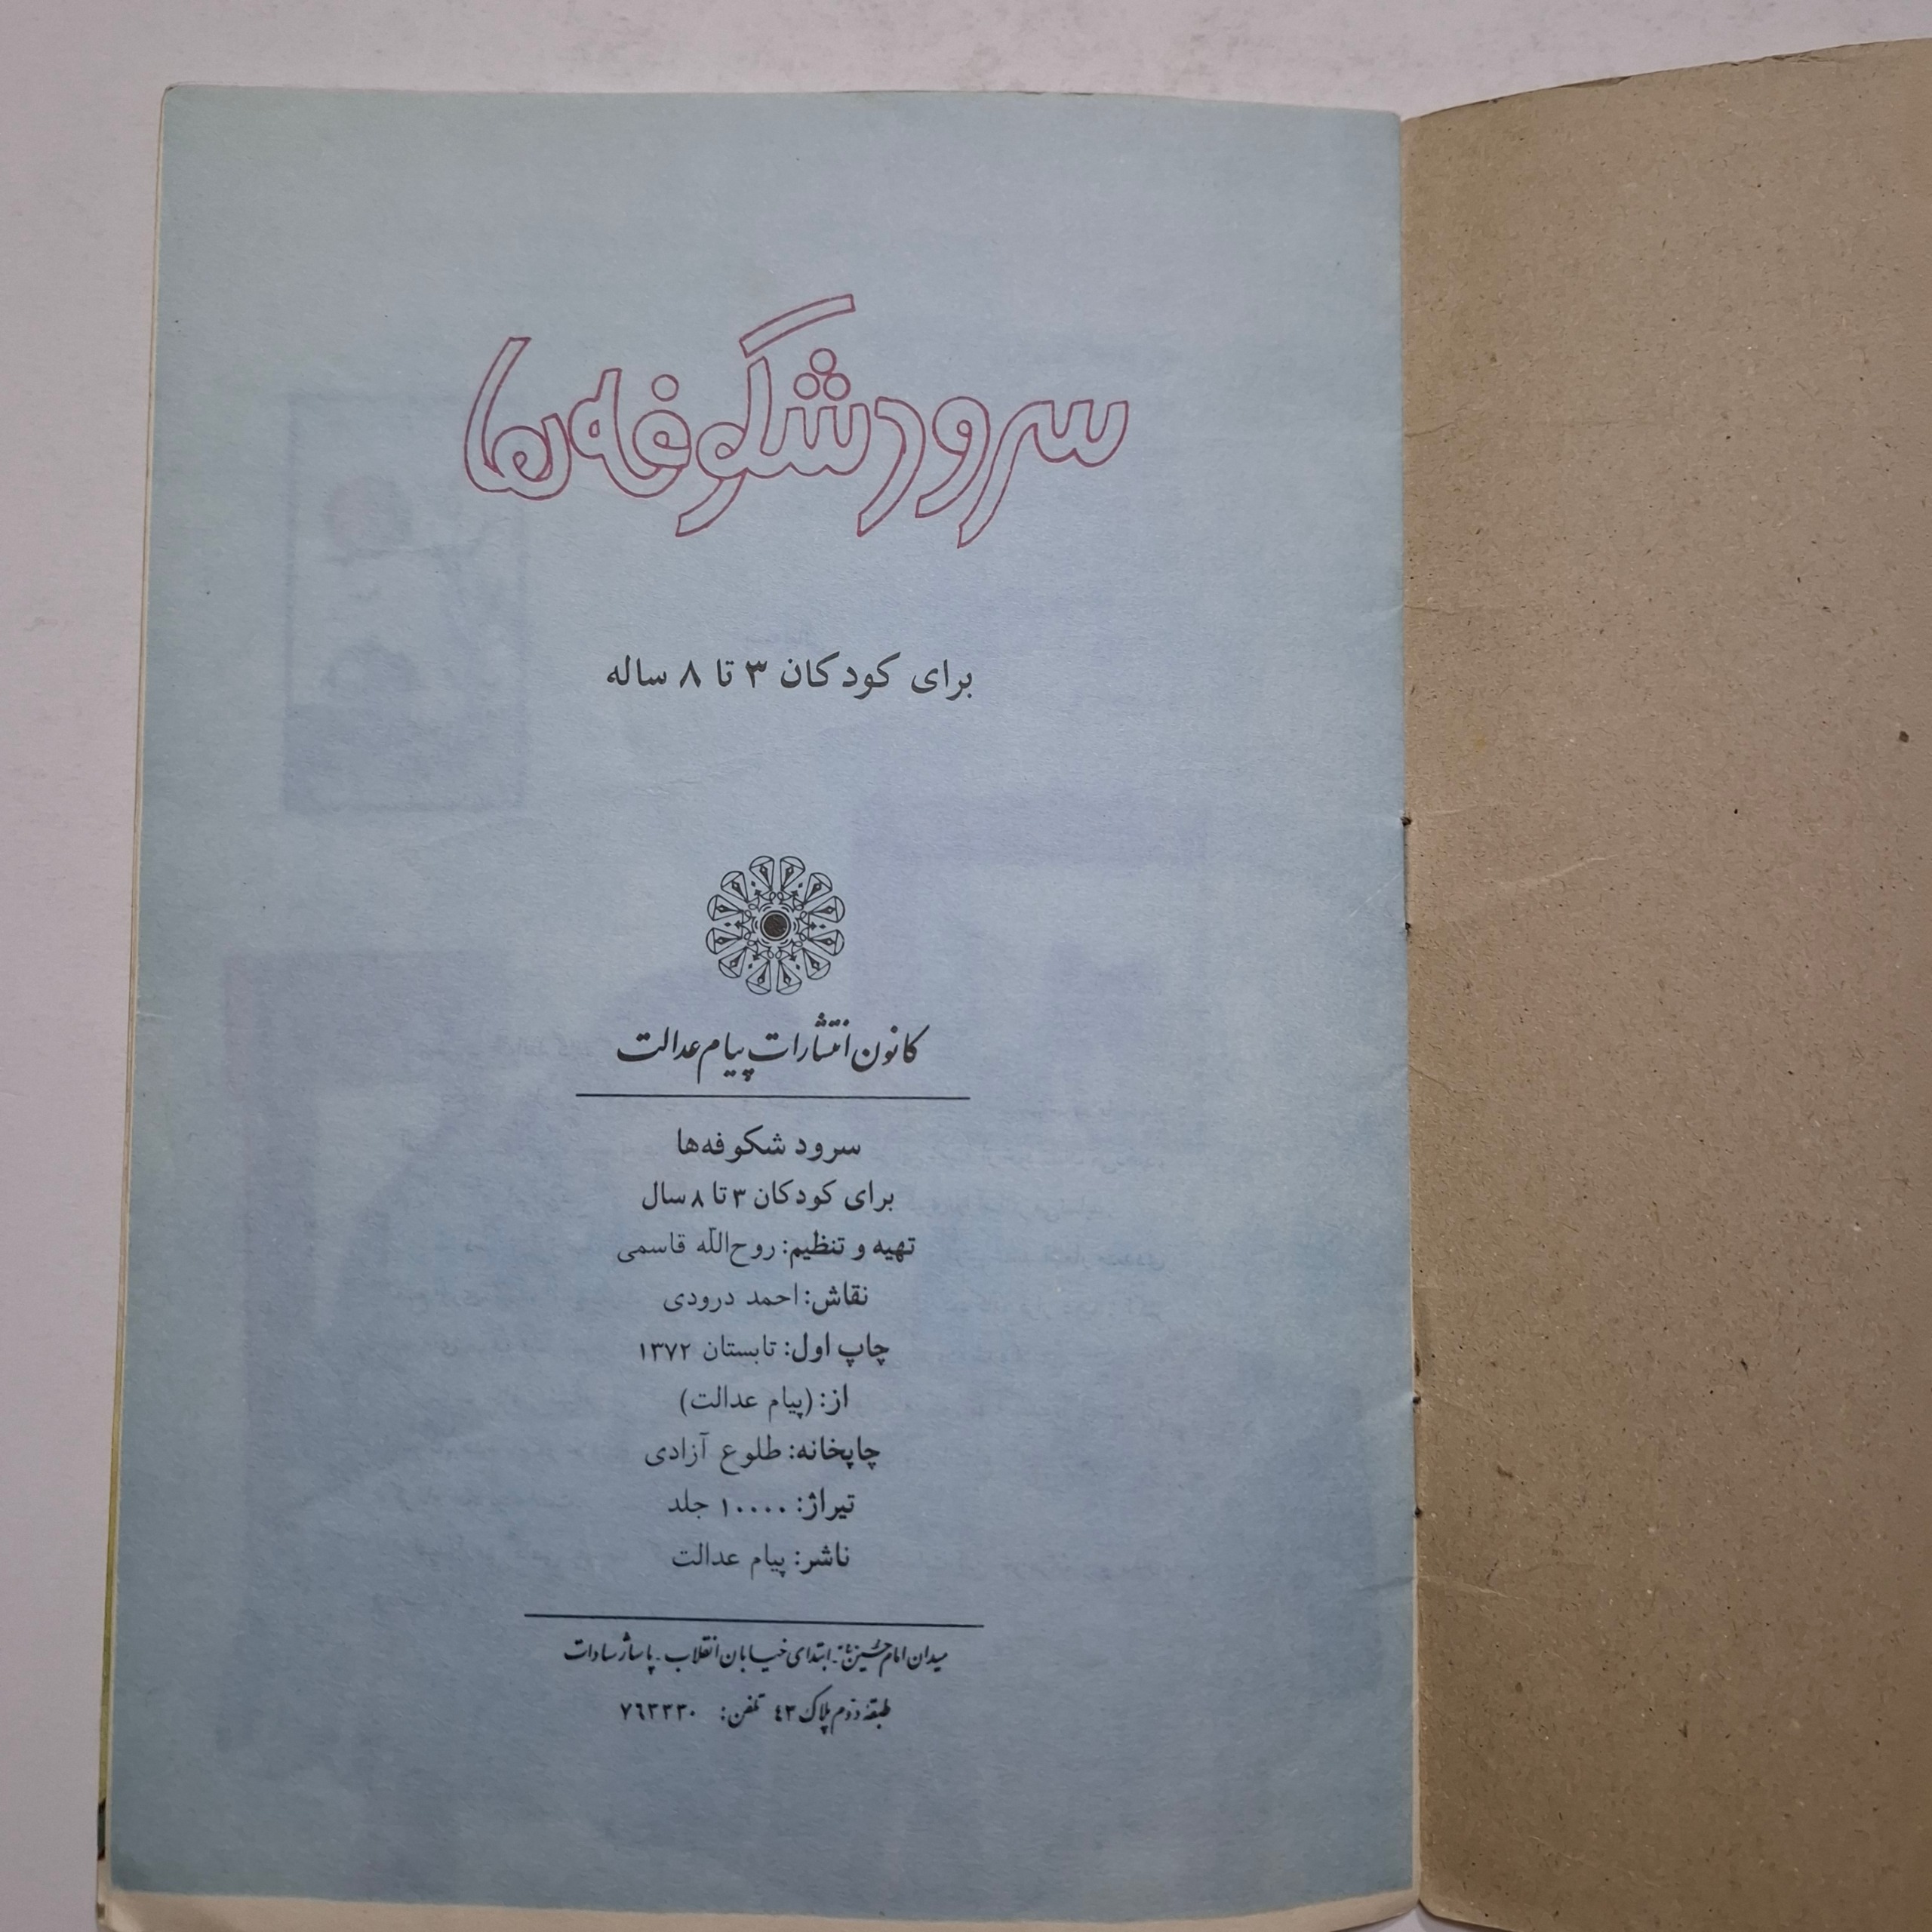 سرود شکوفه‌ها
برای کودکان ۳ تا ۸ ساله
کانون انتشارات پیام عدالت
سرود شکوفه‌ها
برای کودکان ۳ تا ۸ سال
تهیه و تنظیم: روح‌الله قاسمی
نقاش: احمد درودی
چاپ اول: تابستان ۱۳۷۲
از: (پیام عدالت)
چاپخانه: طلوع آزادی
تیراژ: ۱۰۰۰۰ جلد
ناشر: پیام عدالت
میدان امام حسین - ابتدای خیابان انقلاب - پاساژ سادات
طبقه دوم پلاک ۴۳ تلفن: ۷۶۳۳۳۰